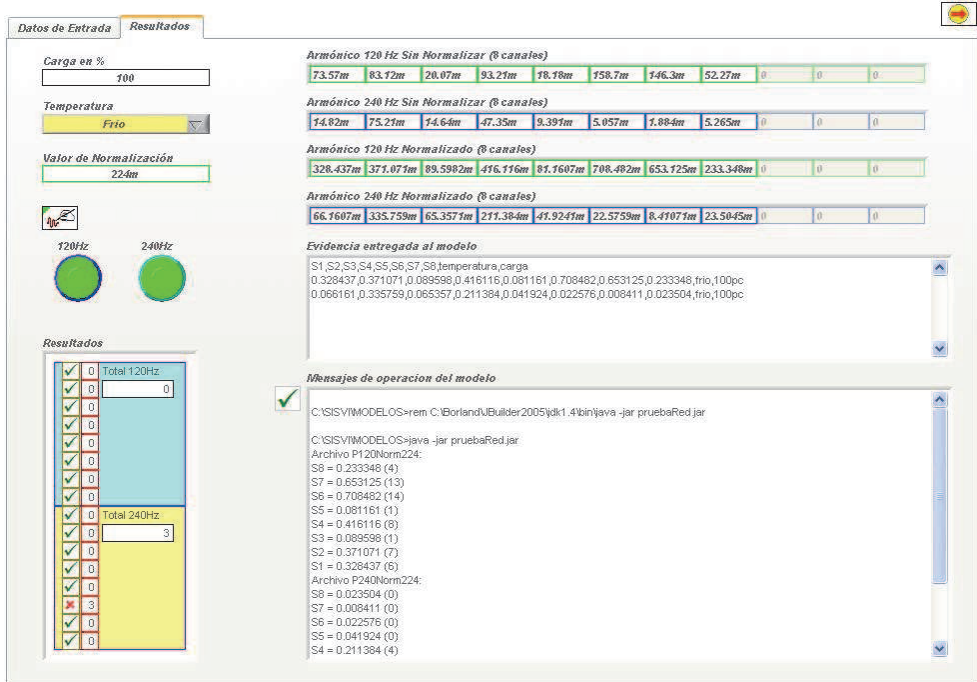 Datos de Entrada Resultados
Carga en %
100
Temperatura
Frío
Valor de Normalización
224m
120Hz 240Hz
Armónico 120 Hz Sin Normalizar (8 canales)
73.57m 83.12m 20.07m 93.21m 18.18m 158.7m 146.3m 52.27m 0 0 0
Armónico 240 Hz Sin Normalizar (8 canales)
14.82m 75.21m 14.64m 47.35m 9.391m 5.057m 1.884m 5.265m 0 0 0
Armónico 120 Hz Normalizado (8 canales)
328.437m 371.071m 89.5982m 416.116m 81.1607m 708.482m 653.125m 233.348m 0 0 0
Armónico 240 Hz Normalizado (8 canales)
66.1607m 335.759m 65.3571m 211.384m 41.9241m 22.5759m 8.41071m 23.5045m 0 0 0
Evidencia entregada al modelo
S1,S2,S3,S4,S5,S6,S7,S8,temperatura,carga
0.328437,0.371071,0.089598,0.416116,0.081161,0.708482,0.653125,0.233348,frio,100pc
0.066161,0.335759,0.065357,0.211384,0.041924,0.022576,0.008411,0.023504,frio,100pc
Resultados
0 Total 120Hz
0 0
0
0
0
0
0
0
0 Total 240Hz
0 3
0
0
0
3
0
0
Mensajes de operacion del modelo
C:\SISVI\MODELOS>rem C:\Borland\JBuilder2005\jdk1.4\bin\java -jar pruebaRed.jar
C:\SISVI\MODELOS>java -jar pruebaRed.jar
Archivo P120Norm224:
S8 = 0.233348 (4)
S7 = 0.653125 (13)
S6 = 0.708482 (14)
S5 = 0.081161 (1)
S4 = 0.416116 (8)
S3 = 0.089598 (1)
S2 = 0.371071 (7)
S1 = 0.328437 (6)
Archivo P240Norm224:
S8 = 0.023504 (0)
S7 = 0.008411 (0)
S6 = 0.022576 (0)
S5 = 0.041924 (0)
S4 = 0.211384 (4)